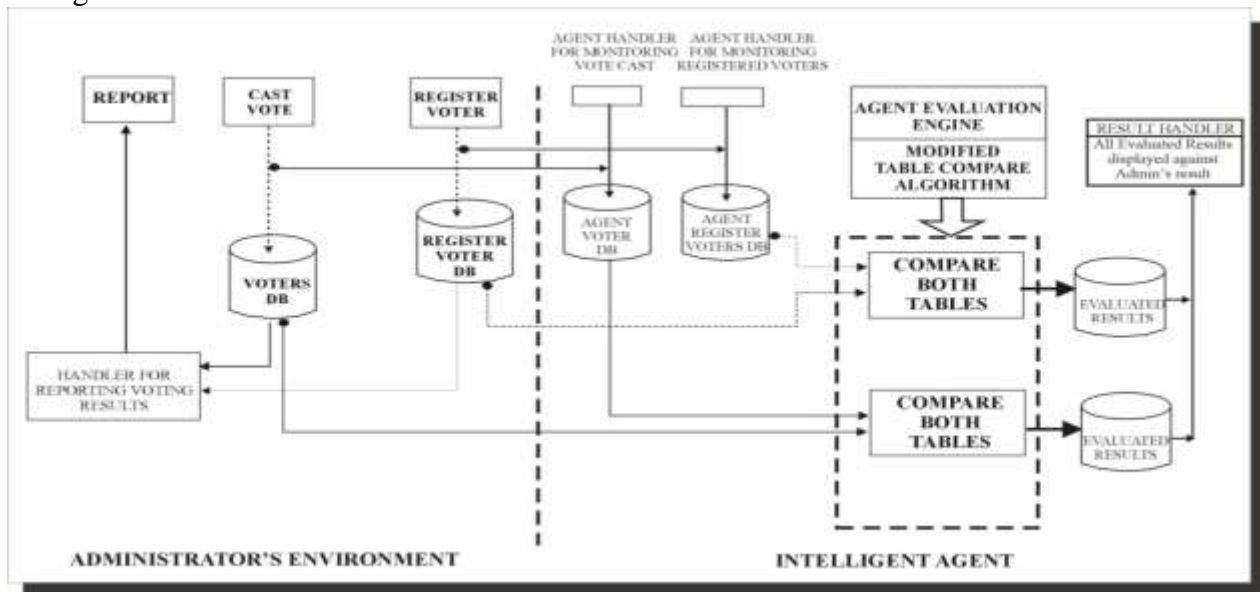 REPORT
CAST
VOTE
REGISTER
VOTER
AGENT HANDLER
FOR MONITORING
VOTE CAST
AGENT HANDLER
FOR MONITORING
REGISTERED VOTERS
AGENT EVALUATION
ENGINE
MODIFIED
TABLE COMPARE
ALGORITHM
RESULT HANDLER
All Evaluated Results
displayed against
Admin's result
VOTERS
DB
REGISTER
VOTER
DB
AGENT
VOTER
DB
AGENT
REGISTER
VOTERS DB
COMPARE
BOTH
TABLES
EVALUATED
RESULTS
HANDLER FOR
REPORTING VOTING
RESULTS
COMPARE
BOTH
TABLES
EVALUATED
RESULTS
ADMINISTRATOR'S ENVIRONMENT
INTELLIGENT AGENT